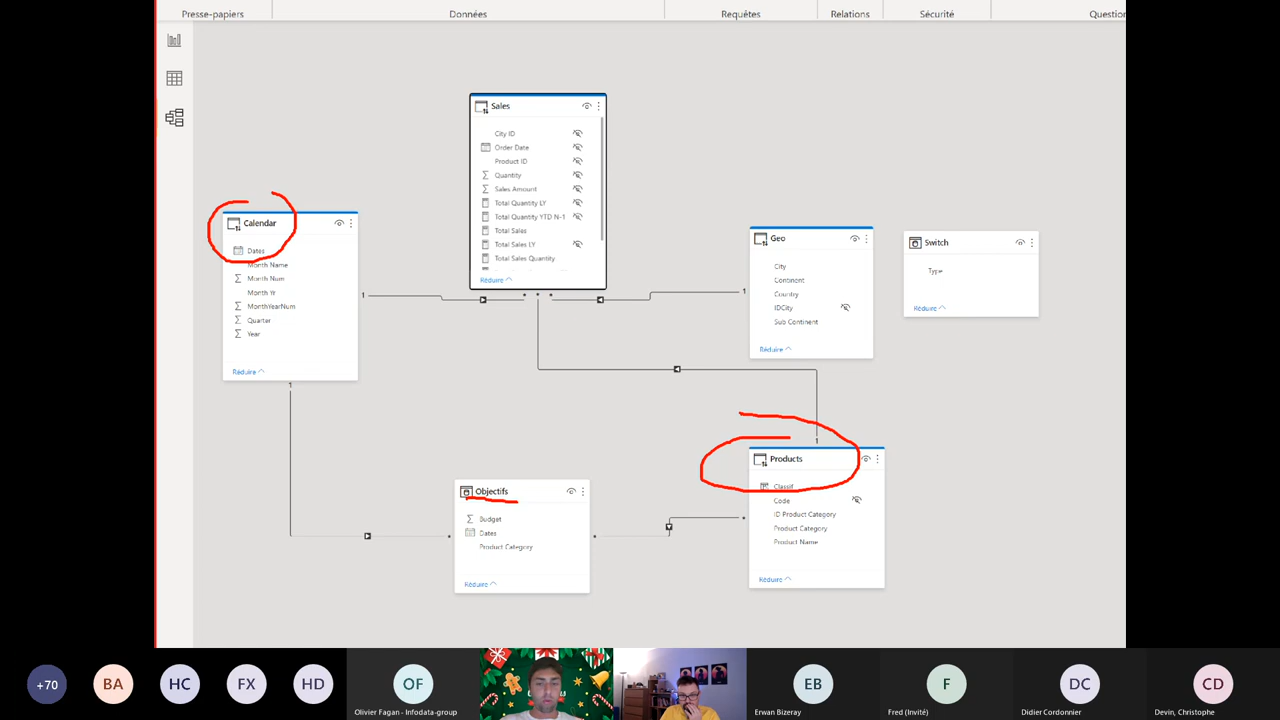 Presse-papiers
Données
Requêtes
Relations
Sécurité
Question
Sales
City ID
Order Date
Product ID
Quantity
Sales Amount
Total Quantity LY
Total Quantity YTD N-1
Total Sales
Total Sales LY
Total Sales Quantity
Réduire
Calendar
Dates
Month Name
Month Num
Month Yr
MonthYearNum
Quarter
Year
Réduire
1
1
Geo
City
Continent
Country
IDCity
Sub Continent
Réduire
1
Switch
Type
Réduire
Objectifs
Budget
Dates
Product Category
Réduire
1
Products
Classif
Code
ID Product Category
Product Category
Product Name
Réduire
+70
BA
HC
FX
HD
OF
Olivier Fagan - Infodata-group
EB
Erwan Bizeray
F
Fred (Invité)
DC
Didier Cordonnier
CD
Devin, Christophe